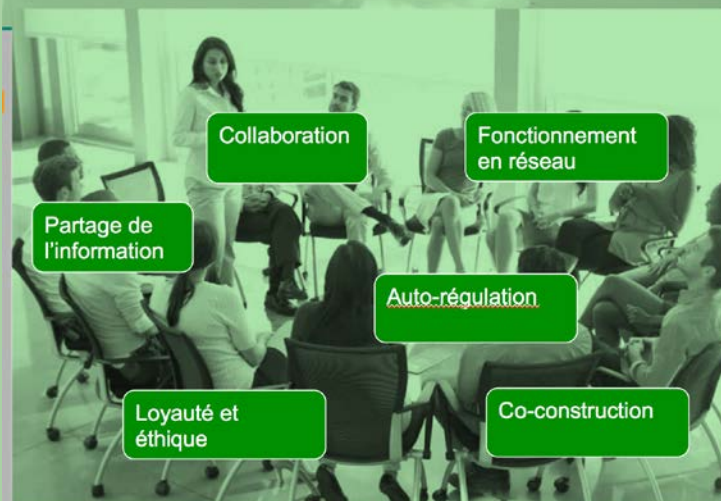 Collaboration
Fonctionnement
en réseau
Partage de
l'information
Auto-régulation
Loyauté et
éthique
Co-construction